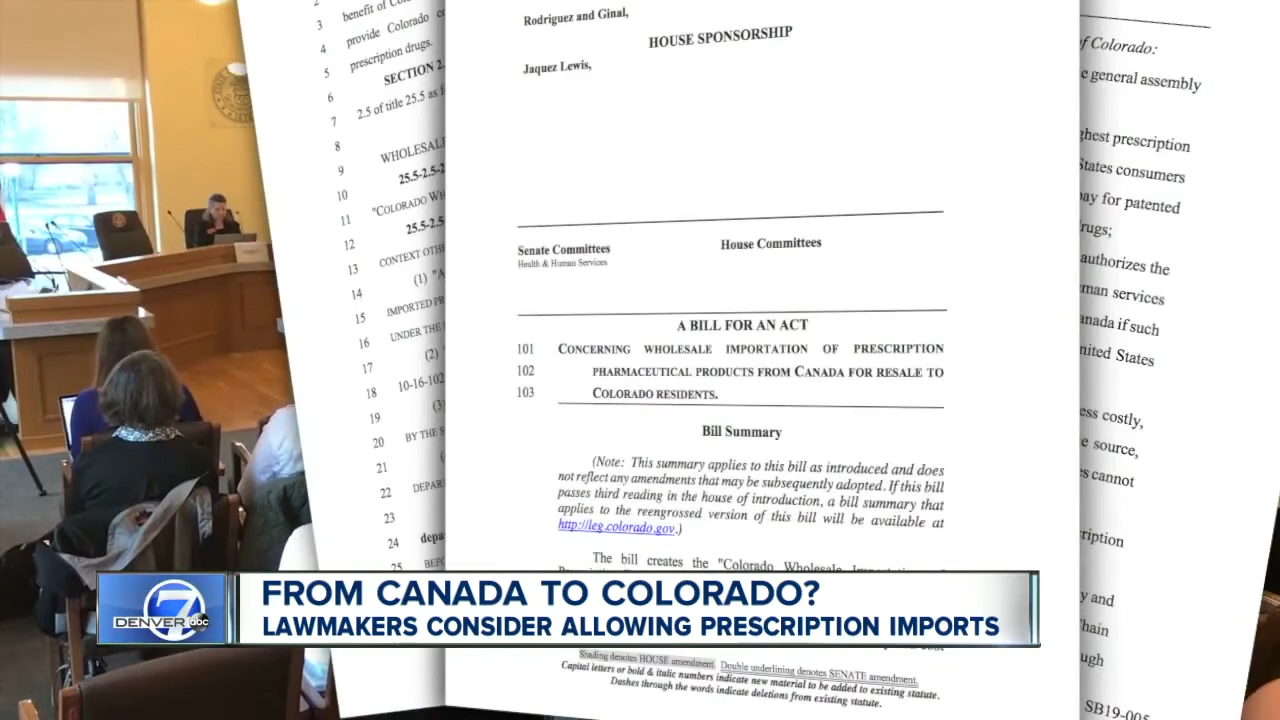 2
3 benefit of
4 provide Colorado
5 prescription drugs.
6 SECTION 2.
7 2.5 of title 25.5 as
8
9 WHOLESALE
10 25.5-2.5-2
11 "COLORADO
12 25.5-2.5
13 CONTEXT
14 (1)
15 IMPORTED
16 UNDER THE
17 (2)
18 10-16-102
19 (3)
20 BY THE
21
22
23
24
25
Rodriguez and Ginal,
HOUSE SPONSORSHIP
Jaquez Lewis,
Senate Committees House Committees
Health & Human Services
A BILL FOR AN ACT
101 CONCERNING WHOLESALE IMPORTATION OF PRESCRIPTION
102 PHARMACEUTICAL PRODUCTS FROM CANADA FOR RESALE TO
103 COLORADO RESIDENTS.
Bill Summary
(Note: This summary applies to this bill as introduced and does
not reflect any amendments that may be subsequently adopted. If this bill
passes third reading in the house of introduction, a bill summary that
applies to the reengrossed version of this bill will be available at
http://leg.colorado.gov.)
The bill creates the "Colorado Wholesale Importation of
Shading denotes HOUSE amendment. Double underlining denotes SENATE amendment.
Capital letters or bold & italic numbers indicate new material to be added to existing statute.
Dashes through the words indicate deletions from existing statute.
of Colorado:
e general assembly
ghest prescription
States consumers
pay for patented
rugs;
authorizes the
man services
anada if such
nited States
ess costly,
e source,
es cannot
cription
y and
hain
ugh
SB19-005
DENVER 7 abc
FROM CANADA TO COLORADO?
LAWMAKERS CONSIDER ALLOWING PRESCRIPTION IMPORTS